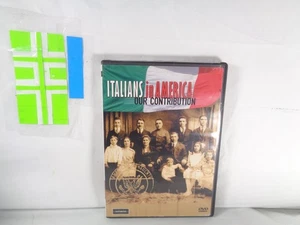 ITALIANS in AMERICA
OUR CONTRIBUTION
DVD